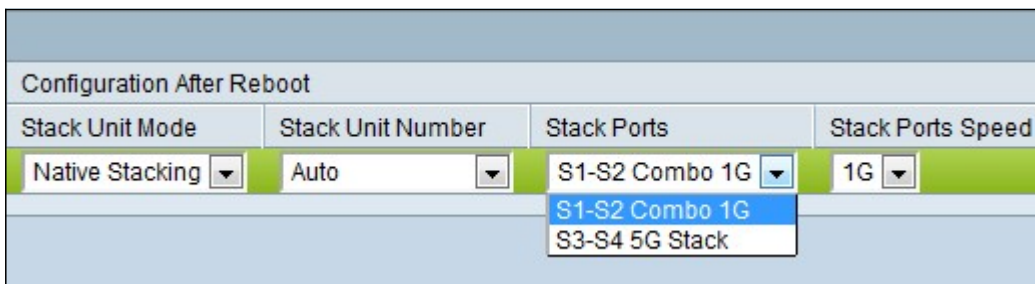 Configuration After Reboot
Stack Unit Mode Stack Unit Number Stack Ports Stack Ports Speed
Native Stacking Auto S1-S2 Combo 1G 1G
S1-S2 Combo 1G
S3-S4 5G Stack